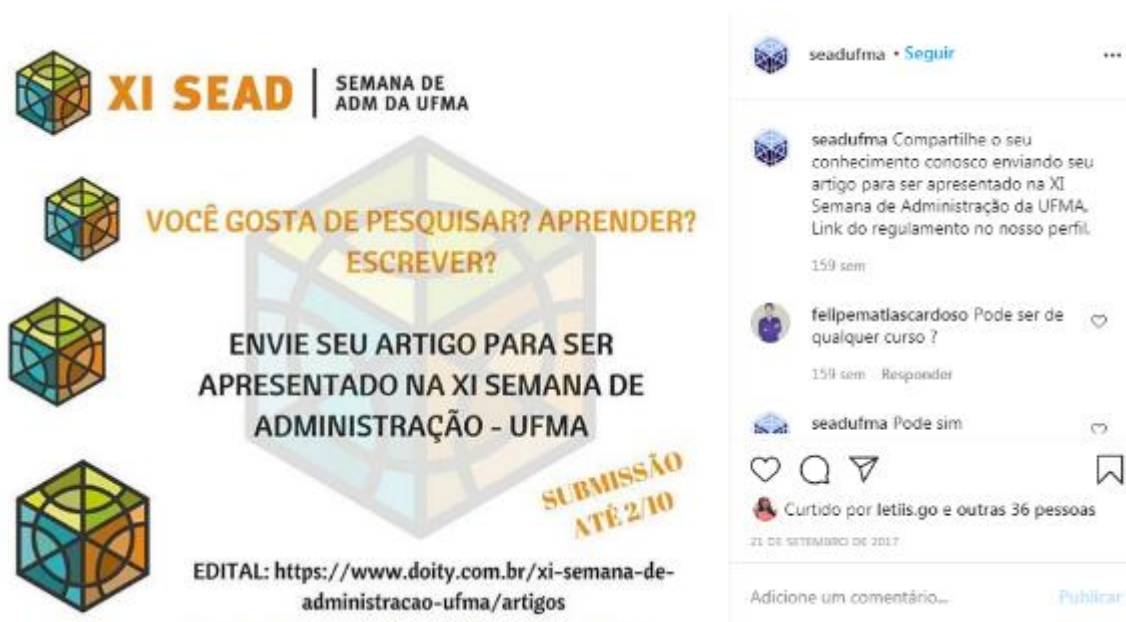 XI SEAD
SEMANA DE
ADM DA UFMA
VOCÊ GOSTA DE PESQUISAR? APRENDER?
ESCREVER?
ENVIE SEU ARTIGO PARA SER
APRESENTADO NA XI SEMANA DE
ADMINISTRAÇÃO - UFMA
SUBMISSÃO
ATÉ 2/10
EDITAL: https://www.doity.com.br/xi-semana-de-
administracao-ufma/artigos
seadufma • Seguir
seadufma Compartilhe o seu
conhecimento conosco enviando seu
artigo para ser apresentado na XI
Semana de Administração da UFMA.
Link do regulamento no nosso perfil.
159 sem
felipematiascardoso Pode ser de
qualquer curso ?
159 sem Responder
seadufma Pode sim
Curtido por letiis.go e outras 36 pessoas
21 DE SETEMBRO DE 2017
Adicione um comentário...
Publicar